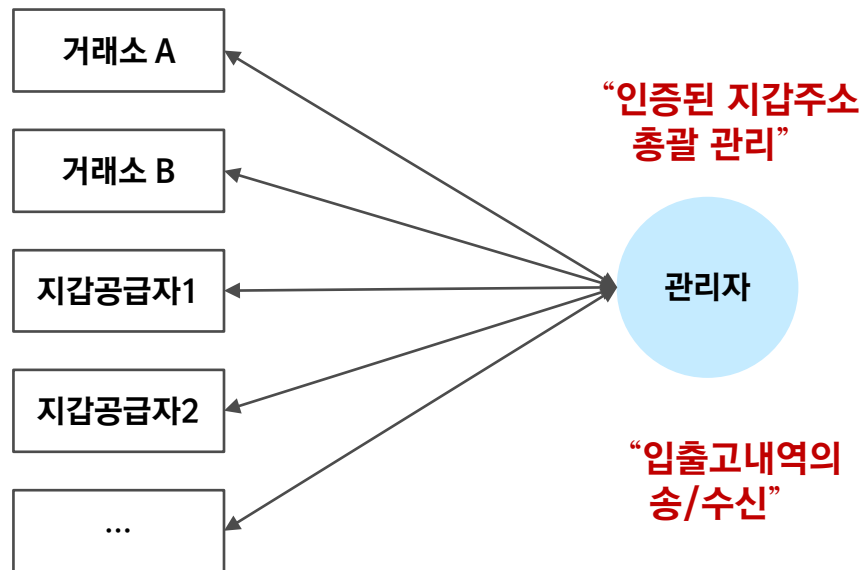 거래소 A
거래소 B
지갑공급자1
지갑공급자2
...
“인증된 지갑주소
총괄 관리”
관리자
“입출고내역의
송/수신”